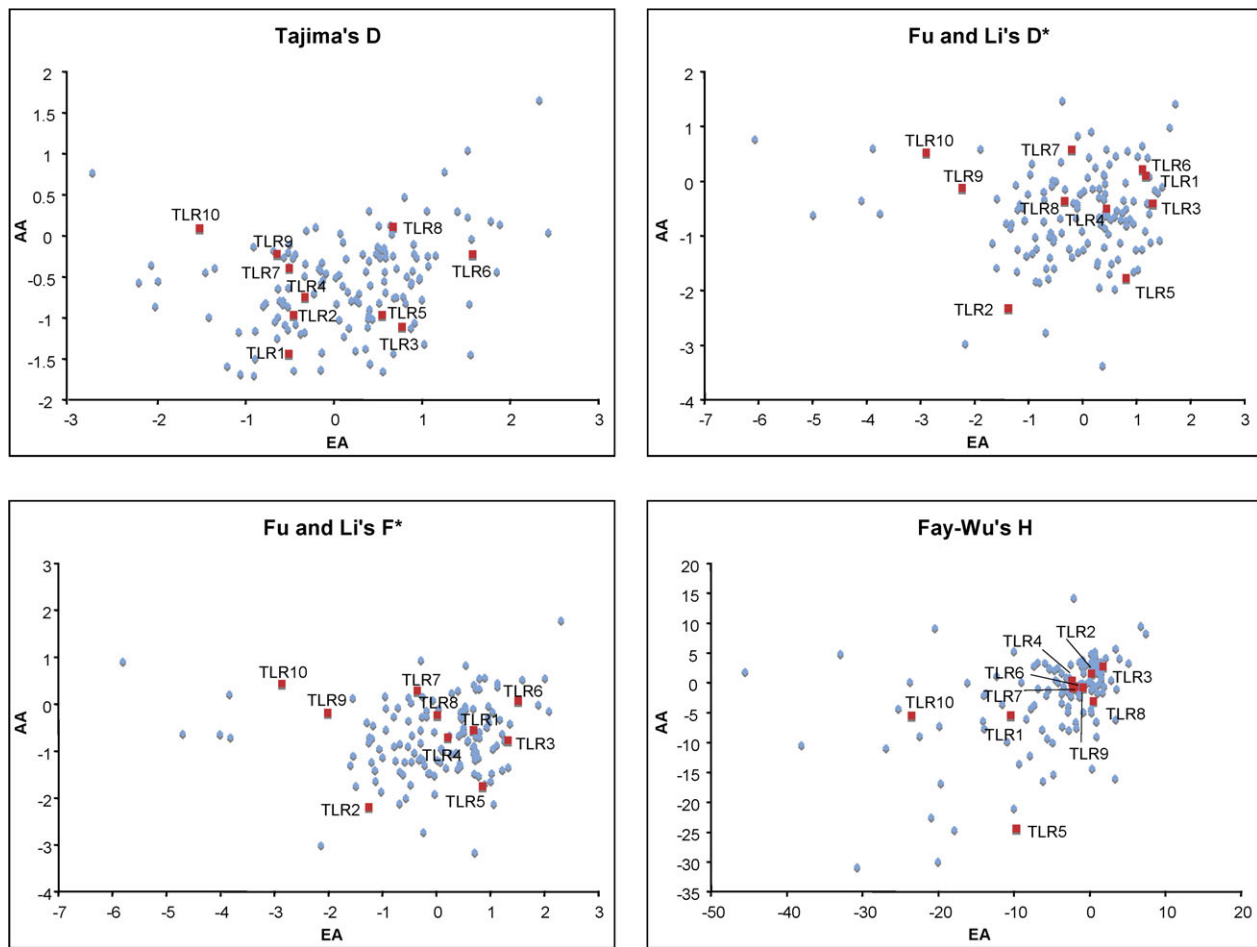 Tajima's D
2
1.5
1
0.5
0
-0.5
-1
-1.5
-2
AA
TLR10
TLR9
TLR8
TLR7
TLR6
TLR4
TLR2
TLR5
TLR1
TLR3
-3 -2 -1 0 1 2 3
EA
Fu and Li's D*
2
1
0
-1
-2
-3
-4
AA
TLR10
TLR7
TLR6
TLR9
TLR1
TLR8
TLR3
TLR4
TLR5
TLR2
-7 -6 -5 -4 -3 -2 -1 0 1 2 3
EA
Fu and Li's F*
3
2
1
0
-1
-2
-3
-4
AA
TLR10
TLR7
TLR6
TLR9
TLR8
TLR1
TLR3
TLR4
TLR5
TLR2
-7 -6 -5 -4 -3 -2 -1 0 1 2 3
EA
Fay-Wu's H
20
15
10
5
0
-5
-10
-15
-20
-25
-30
-35
AA
TLR2
TLR4
TLR6
TLR3
TLR7
TLR10
TLR8
TLR1
TLR9
TLR5
-50 -40 -30 -20 -10 0 10 20
EA